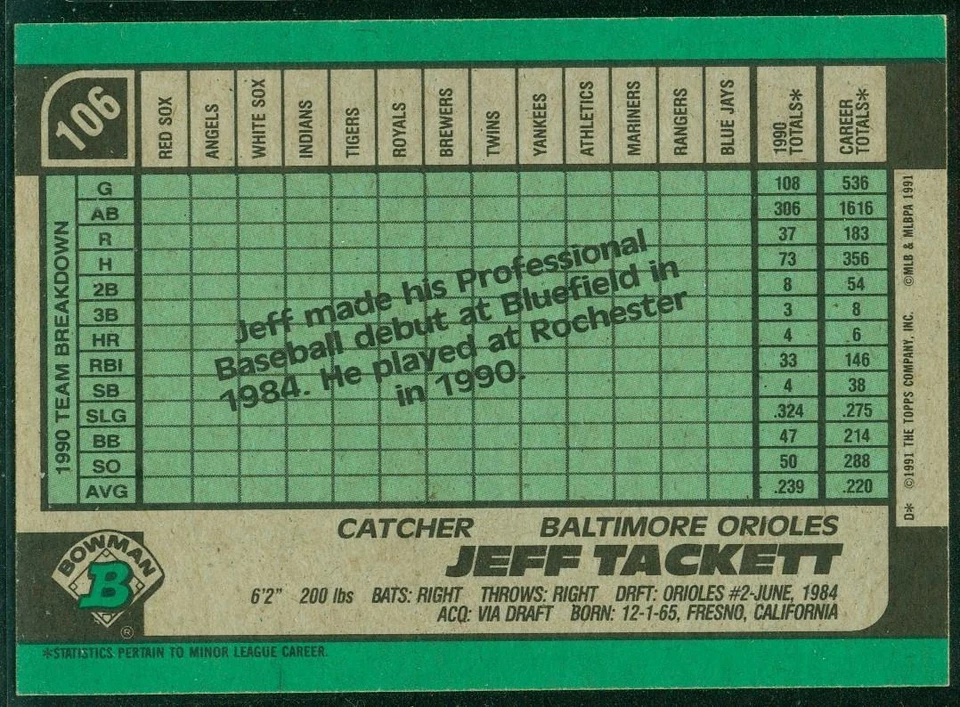 106
RED SOX ANGELS WHITE SOX INDIANS TIGERS ROYALS BREWERS TWINS YANKEES ATHLETICS MARINERS RANGERS BLUE JAYS 1990 TOTALS* CAREER TOTALS*
1990 TEAM BREAKDOWN
G 108 536
AB 306 1616
R 37 183
H 73 356
2B 8 54
3B 3 8
HR 4 6
RBI 33 146
SB 4 38
SLG .324 .275
BB 47 214
SO 50 288
AVG .239 .220
Jeff made his Professional
Baseball debut at Bluefield in
1984. He played at Rochester
in 1990.
D* ©1991 THE TOPPS COMPANY, INC. ©MLB & MLBPA 1991
CATCHER BALTIMORE ORIOLES
JEFF TACKETT
6'2" 200 lbs BATS: RIGHT THROWS: RIGHT DRFT: ORIOLES #2-JUNE, 1984
ACQ: VIA DRAFT BORN: 12-1-65, FRESNO, CALIFORNIA
BOWMAN
B
®
*STATISTICS PERTAIN TO MINOR LEAGUE CAREER.